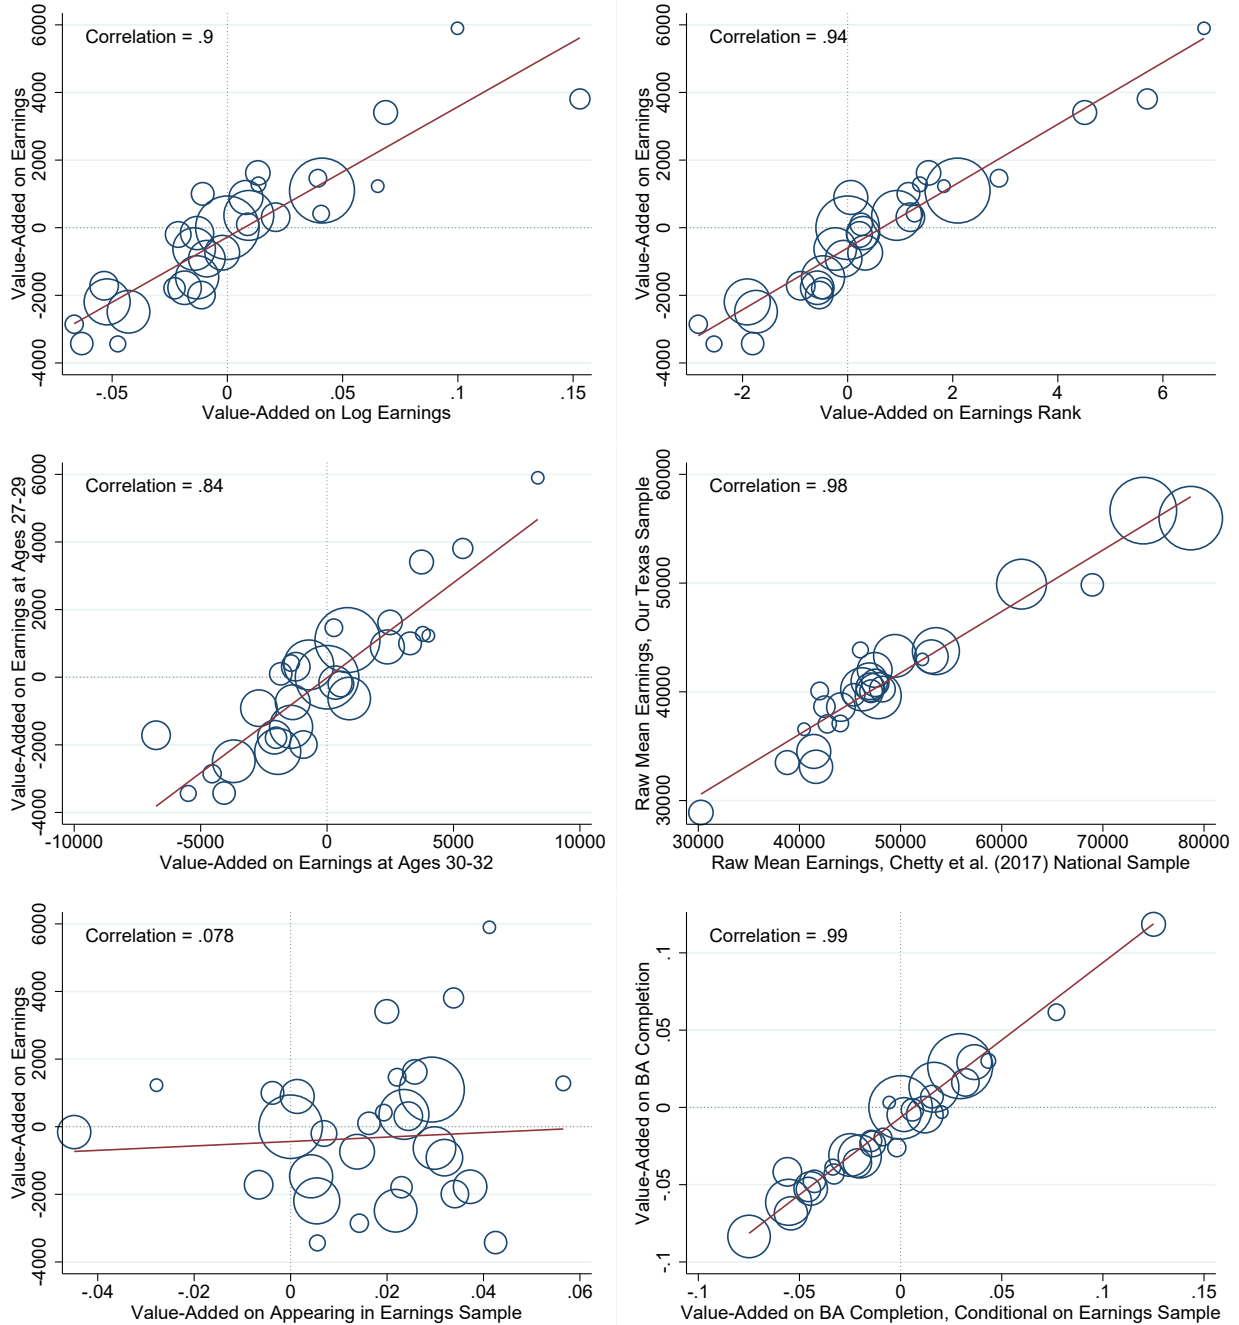 Correlation = .9
Value-Added on Earnings
6000
4000
2000
0
-2000
-4000
-.05 0 .05 .1 .15
Value-Added on Log Earnings
Correlation = .94
Value-Added on Earnings
6000
4000
2000
0
-2000
-4000
-2 0 2 4 6
Value-Added on Earnings Rank
Correlation = .84
Value-Added on Earnings at Ages 27-29
6000
4000
2000
0
-2000
-4000
-10000 -5000 0 5000 10000
Value-Added on Earnings at Ages 30-32
Correlation = .98
Raw Mean Earnings, Our Texas Sample
60000
50000
40000
30000
30000 40000 50000 60000 70000 80000
Raw Mean Earnings, Chetty et al. (2017) National Sample
Correlation = .078
Value-Added on Earnings
6000
4000
2000
0
-2000
-4000
-.04 -.02 0 .02 .04 .06
Value-Added on Appearing in Earnings Sample
Correlation = .99
Value-Added on BA Completion
.1
.05
0
-.05
-.1
-.1 -.05 0 .05 .1 .15
Value-Added on BA Completion, Conditional on Earnings Sample